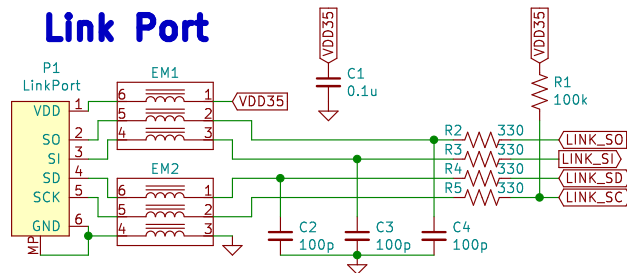 Link Port
P1
LinkPort
VDD 1
SO 2
SI 3
SD 4
SCK 5
GND 6
MP
EM1
6 1
5 2
4 3
VDD35
EM2
6 1
5 2
4 3
VDD35
C1
0.1u
VDD35
R1
100k
R2 330 LINK_SO
R3 330 LINK_SI
R4 330 LINK_SD
R5 330 LINK_SC
C2
100p
C3
100p
C4
100p